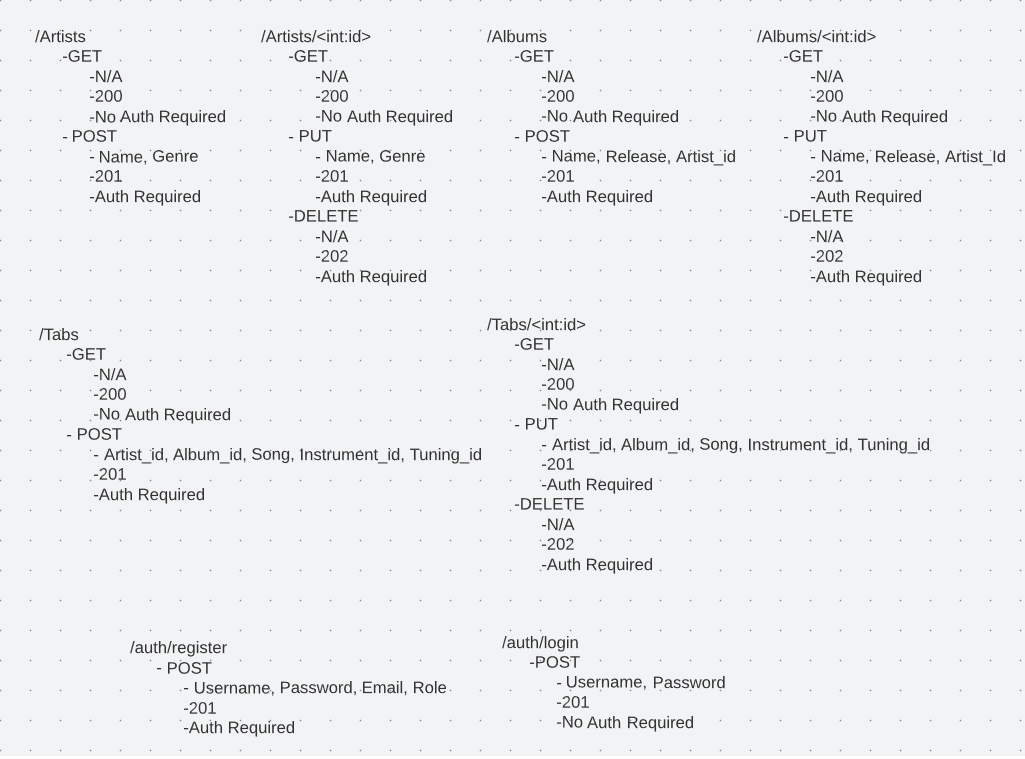 /Artists
-GET
-N/A
-200
-No Auth Required
- POST
- Name, Genre
-201
-Auth Required
/Artists/<int:id>
-GET
-N/A
-200
-No Auth Required
- PUT
- Name, Genre
-201
-Auth Required
-DELETE
-N/A
-202
-Auth Required
/Albums
-GET
-N/A
-200
-No Auth Required
- POST
- Name, Release, Artist_id
-201
-Auth Required
/Albums/<int:id>
-GET
-N/A
-200
-No Auth Required
- PUT
- Name, Release, Artist_Id
-201
-Auth Required
-DELETE
-N/A
-202
-Auth Required
/Tabs
-GET
-N/A
-200
-No Auth Required
- POST
- Artist_id, Album_id, Song, Instrument_id, Tuning_id
-201
-Auth Required
/Tabs/<int:id>
-GET
-N/A
-200
-No Auth Required
- PUT
- Artist_id, Album_id, Song, Instrument_id, Tuning_id
-201
-Auth Required
-DELETE
-N/A
-202
-Auth Required
/auth/register
- POST
- Username, Password, Email, Role
-201
-Auth Required
/auth/login
-POST
- Username, Password
-201
-No Auth Required